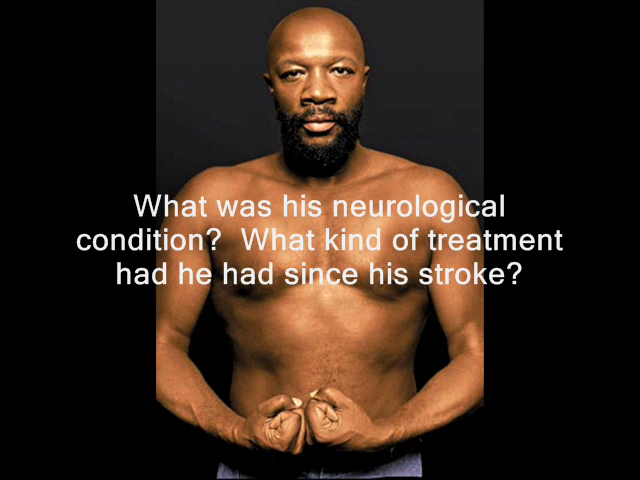 What was his neurological
condition?  What kind of treatment
had he had since his stroke?